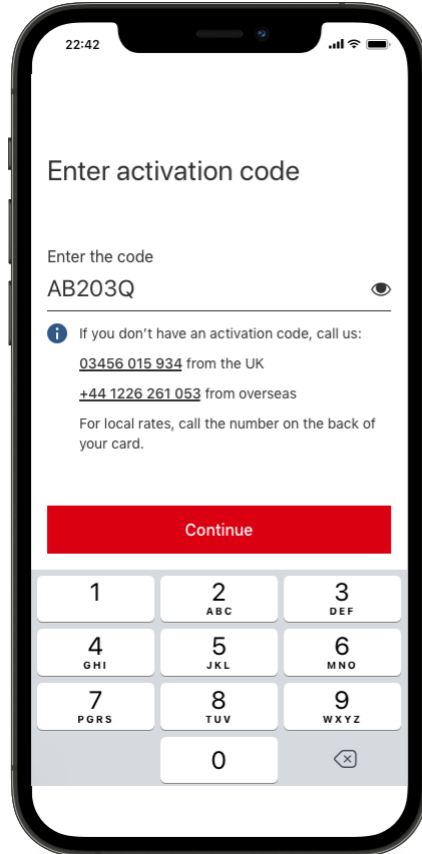 22:42
Enter activation code
Enter the code
AB203Q
If you don't have an activation code, call us:
03456 015 934 from the UK
+44 1226 261 053 from overseas
For local rates, call the number on the back of
your card.
Continue
1 2 3
ABC DEF
4 5 6
GHI JKL MNO
7 8 9
PGRS TUV WXYZ
0